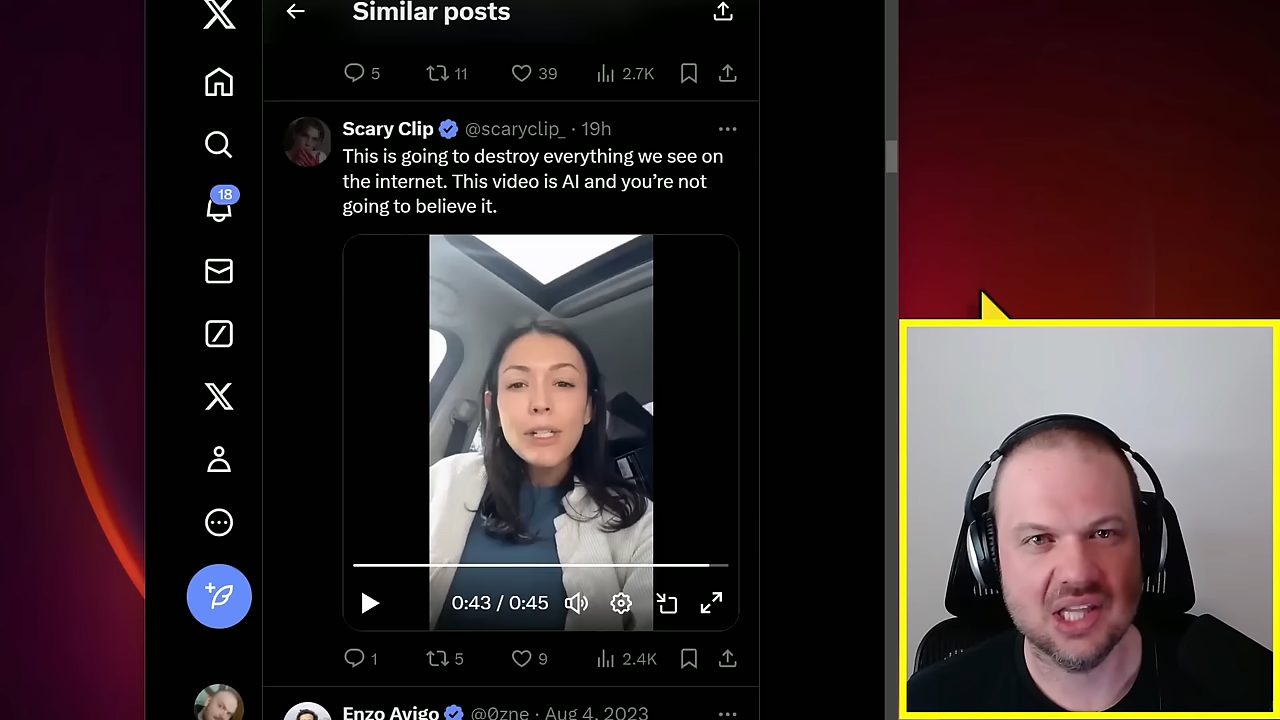 Similar posts
5 11 39 2.7K
Scary Clip @scaryclip_ · 19h
This is going to destroy everything we see on
the internet. This video is AI and you’re not
going to believe it.
18
0:43 / 0:45
1 5 9 2.4K
Enzo Avigo @0zne · Aug 4, 2023